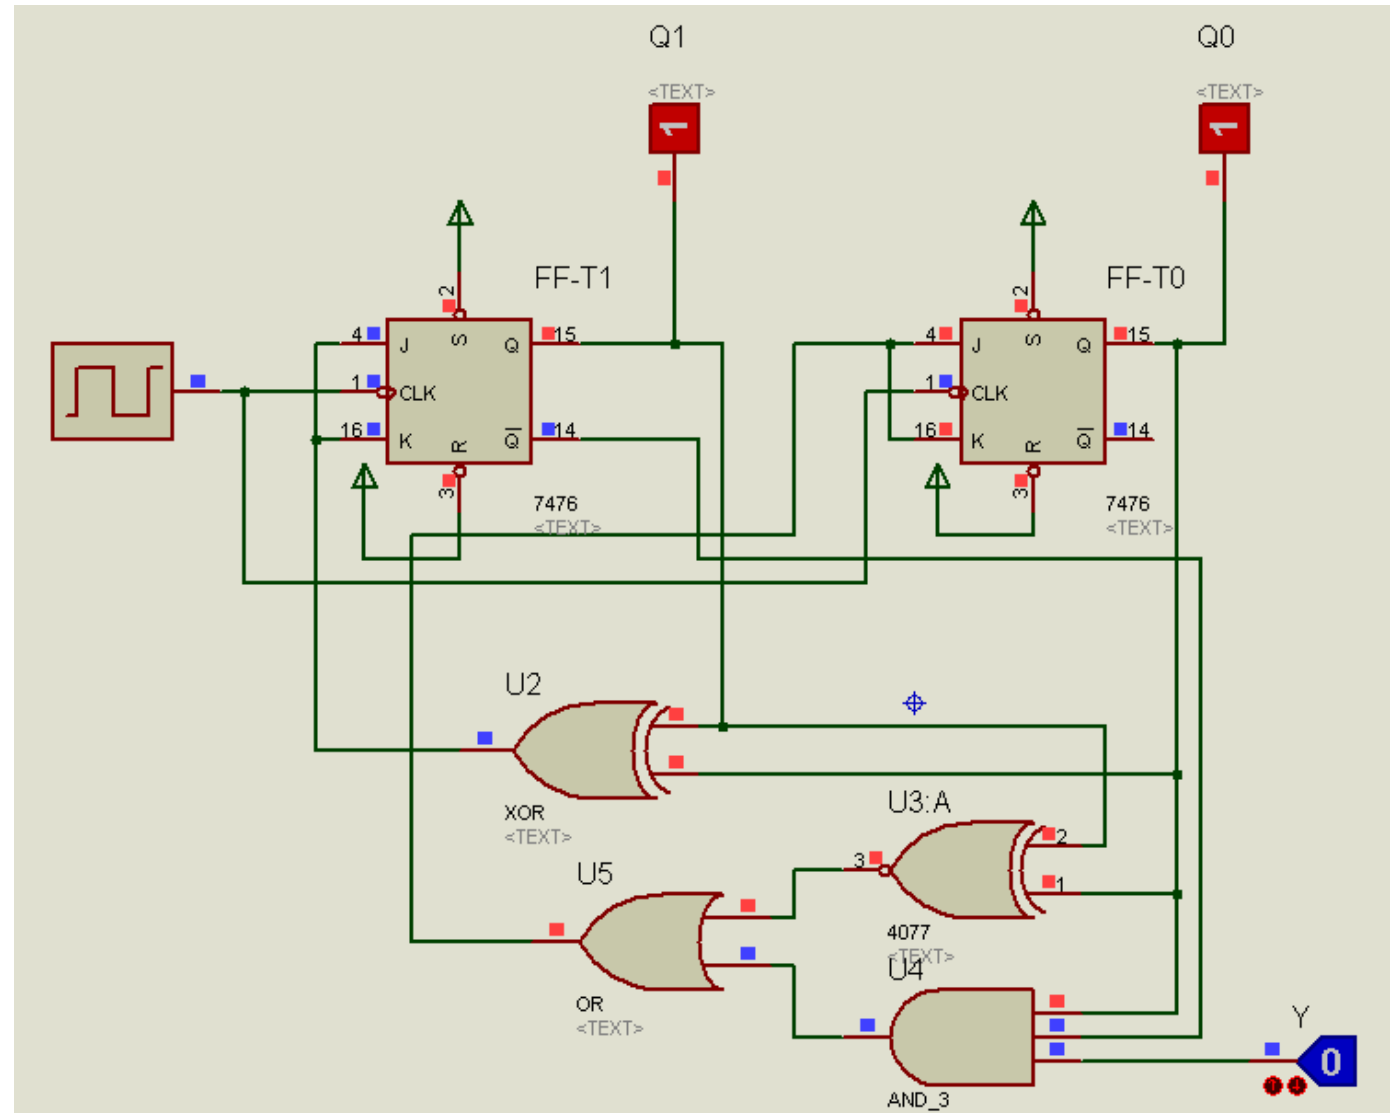 Q1
Q0
<TEXT>
<TEXT>
1
1
FF-T1
FF-T0
2
2
4
J
S
Q
15
4
J
S
Q
15
1
CLK
1
CLK
16
K
R
Q
14
16
K
R
Q
14
3
3
7476
<TEXT>
7476
<TEXT>
U2
XOR
<TEXT>
U3:A
2
3
1
4077
<TEXT>
U5
OR
<TEXT>
U4
AND_3
Y
0